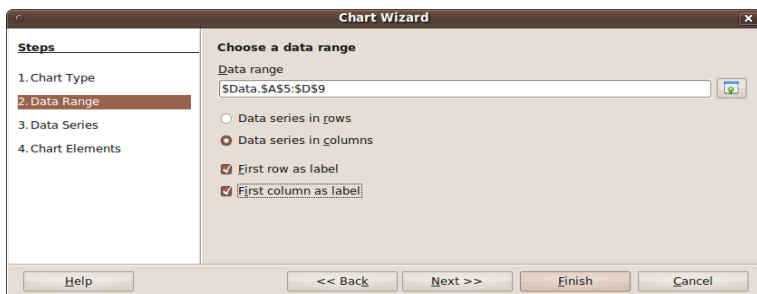 Chart Wizard
Steps
1. Chart Type
2. Data Range
3. Data Series
4. Chart Elements
Choose a data range
Data range
$Data.$A$5:$D$9
Data series in rows
Data series in columns
First row as label
First column as label
Help
<< Back
Next >>
Finish
Cancel